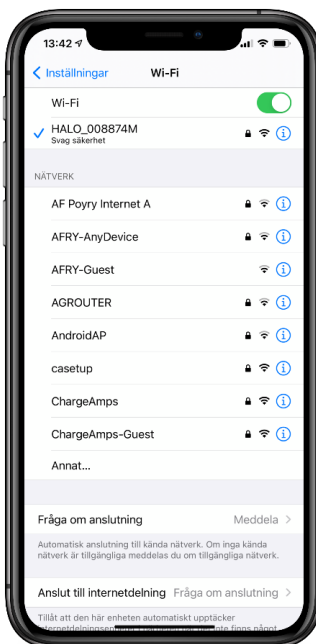 13:42
Inställningar Wi-Fi
Wi-Fi
HALO_008874M
Svag säkerhet
NÄTVERK
AF Poyry Internet A
AFRY-AnyDevice
AFRY-Guest
AGROUTER
AndroidAP
casetup
ChargeAmps
ChargeAmps-Guest
Annat...
Fråga om anslutning Meddela
Automatisk anslutning till kända nätverk. Om inga kända
nätverk är tillgängliga meddelas du om tillgängliga nätverk.
Anslut till internetdelning Fråga om anslutning
Tillåt att den här enheten automatiskt upptäcker
finns något